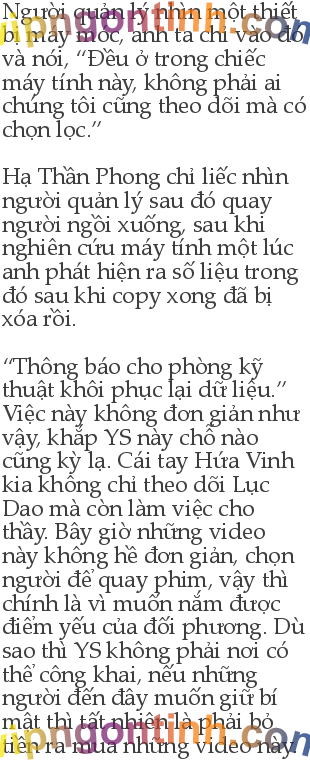 Người quản lý nhìn một thiết
bị máy móc, anh ta chỉ vào đó
và nói, “Đều ở trong chiếc
máy tính này, không phải ai
chúng tôi cũng theo dõi mà có
chọn lọc.”
Hạ Thần Phong chỉ liếc nhìn
người quản lý sau đó quay
người ngồi xuống, sau khi
nghiên cứu máy tính một lúc
anh phát hiện ra số liệu trong
đó sau khi copy xong đã bị
xóa rồi.
“Thông báo cho phòng kỹ
thuật khôi phục lại dữ liệu.”
Việc này không đơn giản như
vậy, khắp YS này chỗ nào
cũng kỳ lạ. Cái tay Hứa Vinh
kia không chỉ theo dõi Lục
Dao mà còn làm việc cho
thầy. Bây giờ những video
này không hề đơn giản, chọn
người để quay phim, vậy thì
chính là vì muốn nắm được
điểm yếu của đối phương. Dù
sao thì YS không phải nơi có
thể công khai, nếu những
người đến đây muốn giữ bí
mật thì tất nhiên là phải bỏ
tiền ra mua những video này
vipngontinh.com
vipngontinh.com